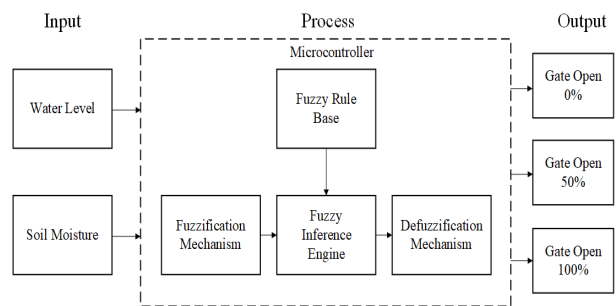 Input
Process
Output
Microcontroller
Water Level
Fuzzy Rule
Base
Gate Open
0%
Gate Open
50%
Soil Moisture
Fuzzification
Mechanism
Fuzzy
Inference
Engine
Defuzzification
Mechanism
Gate Open
100%